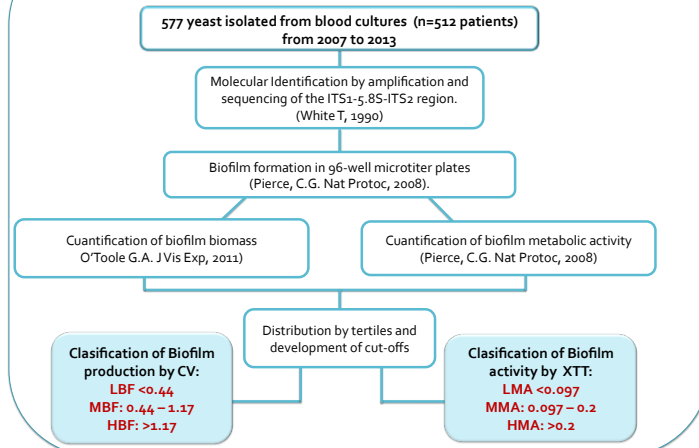 577 yeast isolated from blood cultures (n=512 patients)
from 2007 to 2013
Molecular Identification by amplification and
sequencing of the ITS1-5.8S-ITS2 region.
(White T, 1990)
Biofilm formation in 96-well microtiter plates
(Pierce, C.G. Nat Protoc, 2008).
Cuantification of biofilm biomass
O'Toole G.A. J Vis Exp, 2011)
Cuantification of biofilm metabolic activity
(Pierce, C.G. Nat Protoc, 2008)
Distribution by tertiles and
development of cut-offs
Clasification of Biofilm
production by CV:
LBF <0.44
MBF: 0.44 – 1.17
HBF: >1.17
Clasification of Biofilm
activity by XTT:
LMA <0.097
MMA: 0.097 – 0.2
HMA: >0.2